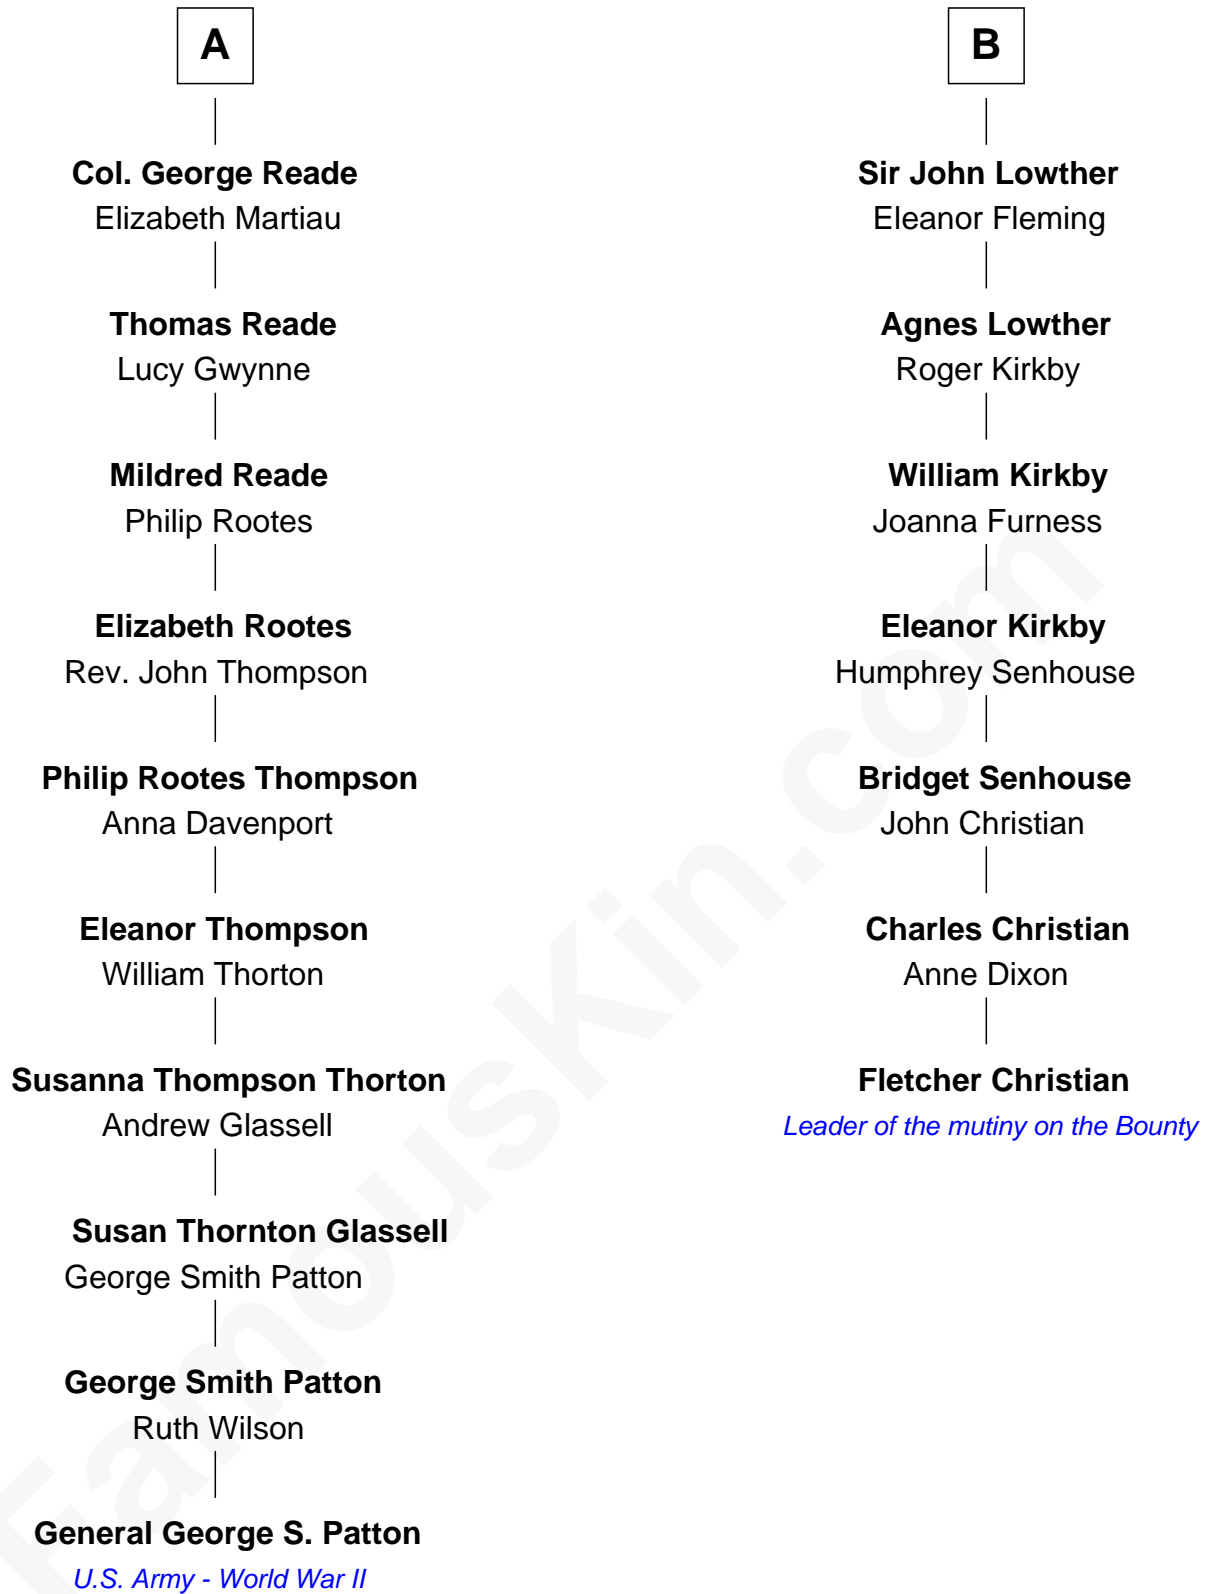 A
Col. George Reade
Elizabeth Martiau
Thomas Reade
Lucy Gwynne
Mildred Reade
Philip Rootes
Elizabeth Rootes
Rev. John Thompson
Philip Rootes Thompson
Anna Davenport
Eleanor Thompson
William Thorton
Susanna Thompson Thorton
Andrew Glassell
Susan Thornton Glassell
George Smith Patton
George Smith Patton
Ruth Wilson
General George S. Patton
U.S. Army - World War II
B
Sir John Lowther
Eleanor Fleming
Agnes Lowther
Roger Kirkby
William Kirkby
Joanna Furness
Eleanor Kirkby
Humphrey Senhouse
Bridget Senhouse
John Christian
Charles Christian
Anne Dixon
Fletcher Christian
Leader of the mutiny on the Bounty
FamousKin.com